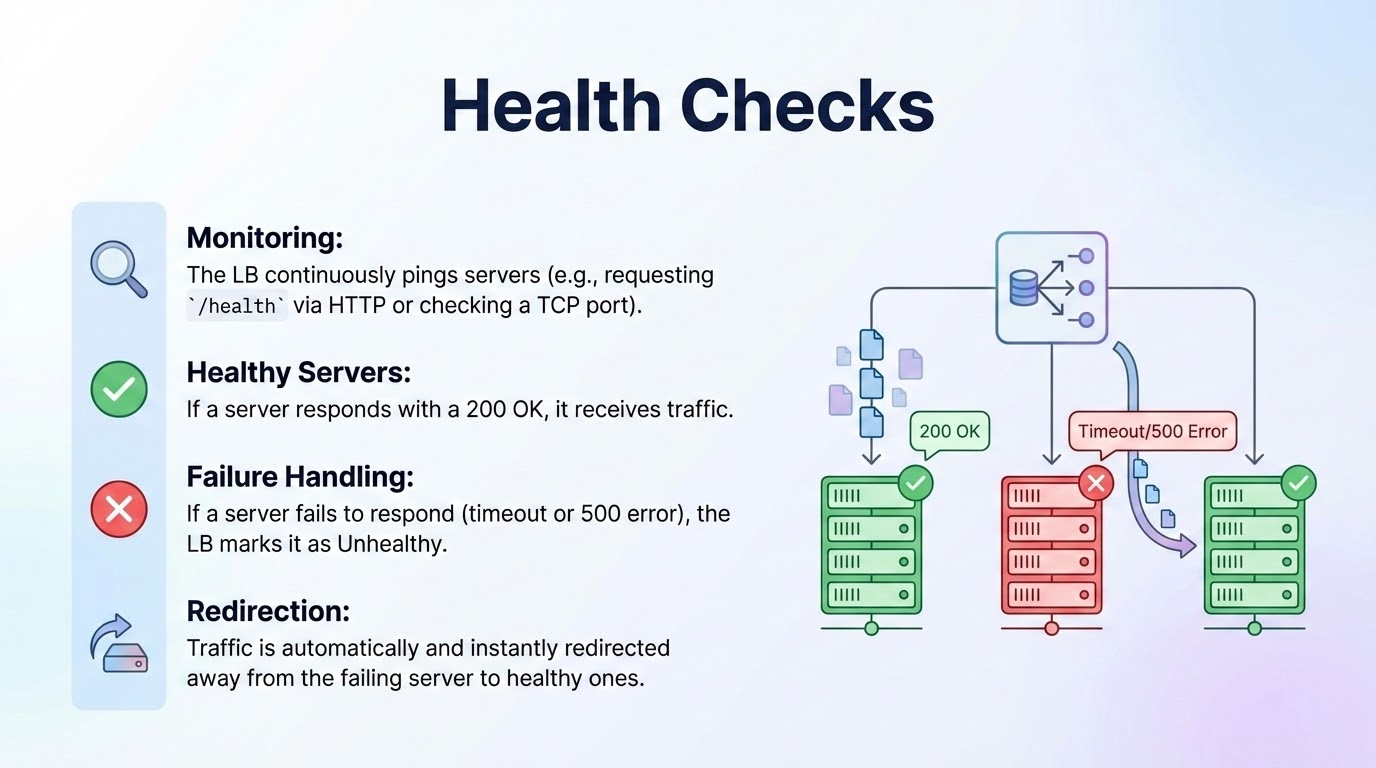 Health Checks
Monitoring:
The LB continuously pings servers (e.g., requesting
`/health` via HTTP or checking a TCP port).
Healthy Servers:
If a server responds with a 200 OK, it receives traffic.
Failure Handling:
If a server fails to respond (timeout or 500 error), the
LB marks it as Unhealthy.
Redirection:
Traffic is automatically and instantly redirected
away from the failing server to healthy ones.
200 OK
Timeout/500 Error